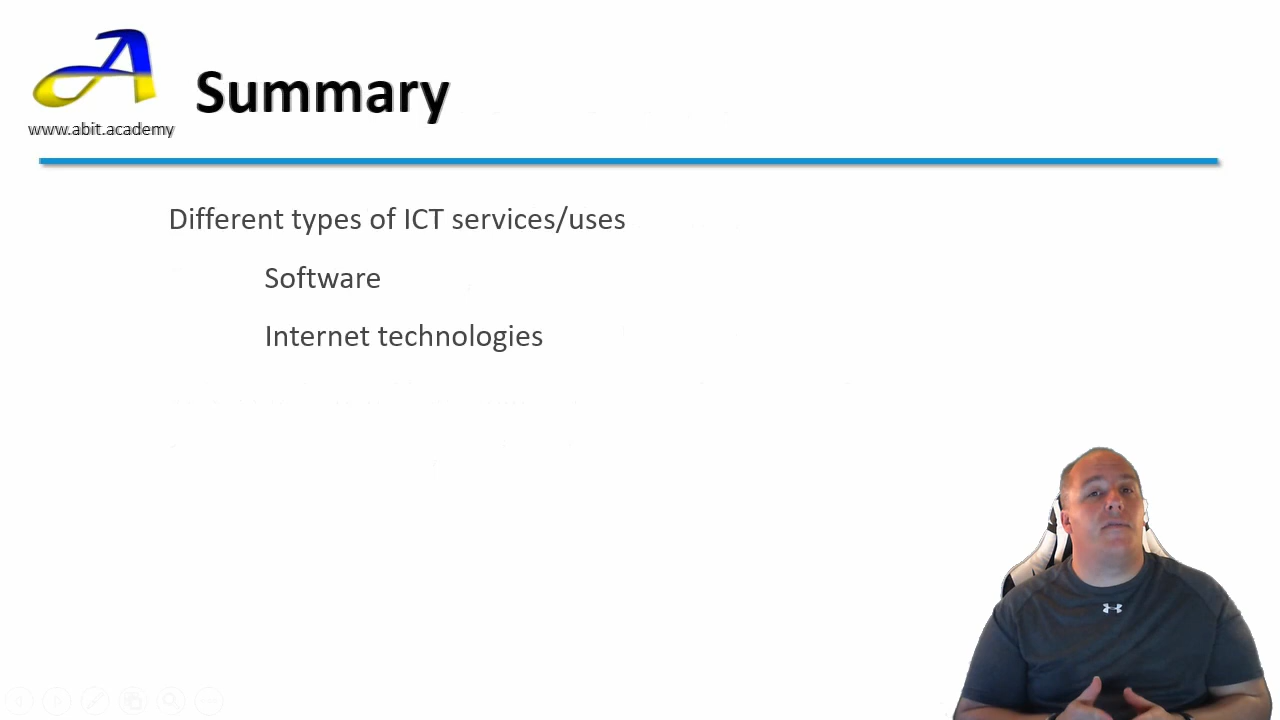 Summary
www.abit.academy
Different types of ICT services/uses
Software
Internet technologies